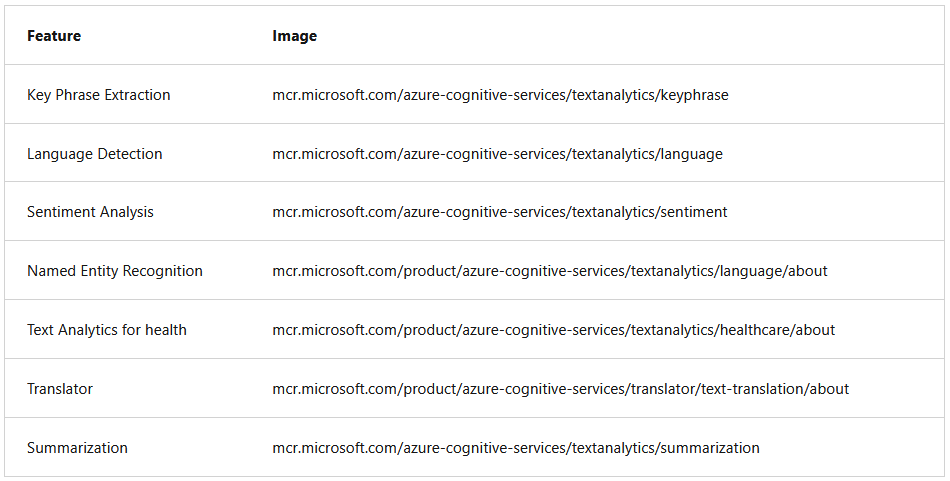 Feature Image
Key Phrase Extraction mcr.microsoft.com/azure-cognitive-services/textanalytics/keyphrase
Language Detection mcr.microsoft.com/azure-cognitive-services/textanalytics/language
Sentiment Analysis mcr.microsoft.com/azure-cognitive-services/textanalytics/sentiment
Named Entity Recognition mcr.microsoft.com/product/azure-cognitive-services/textanalytics/language/about
Text Analytics for health mcr.microsoft.com/product/azure-cognitive-services/textanalytics/healthcare/about
Translator mcr.microsoft.com/product/azure-cognitive-services/translator/text-translation/about
Summarization mcr.microsoft.com/azure-cognitive-services/textanalytics/summarization